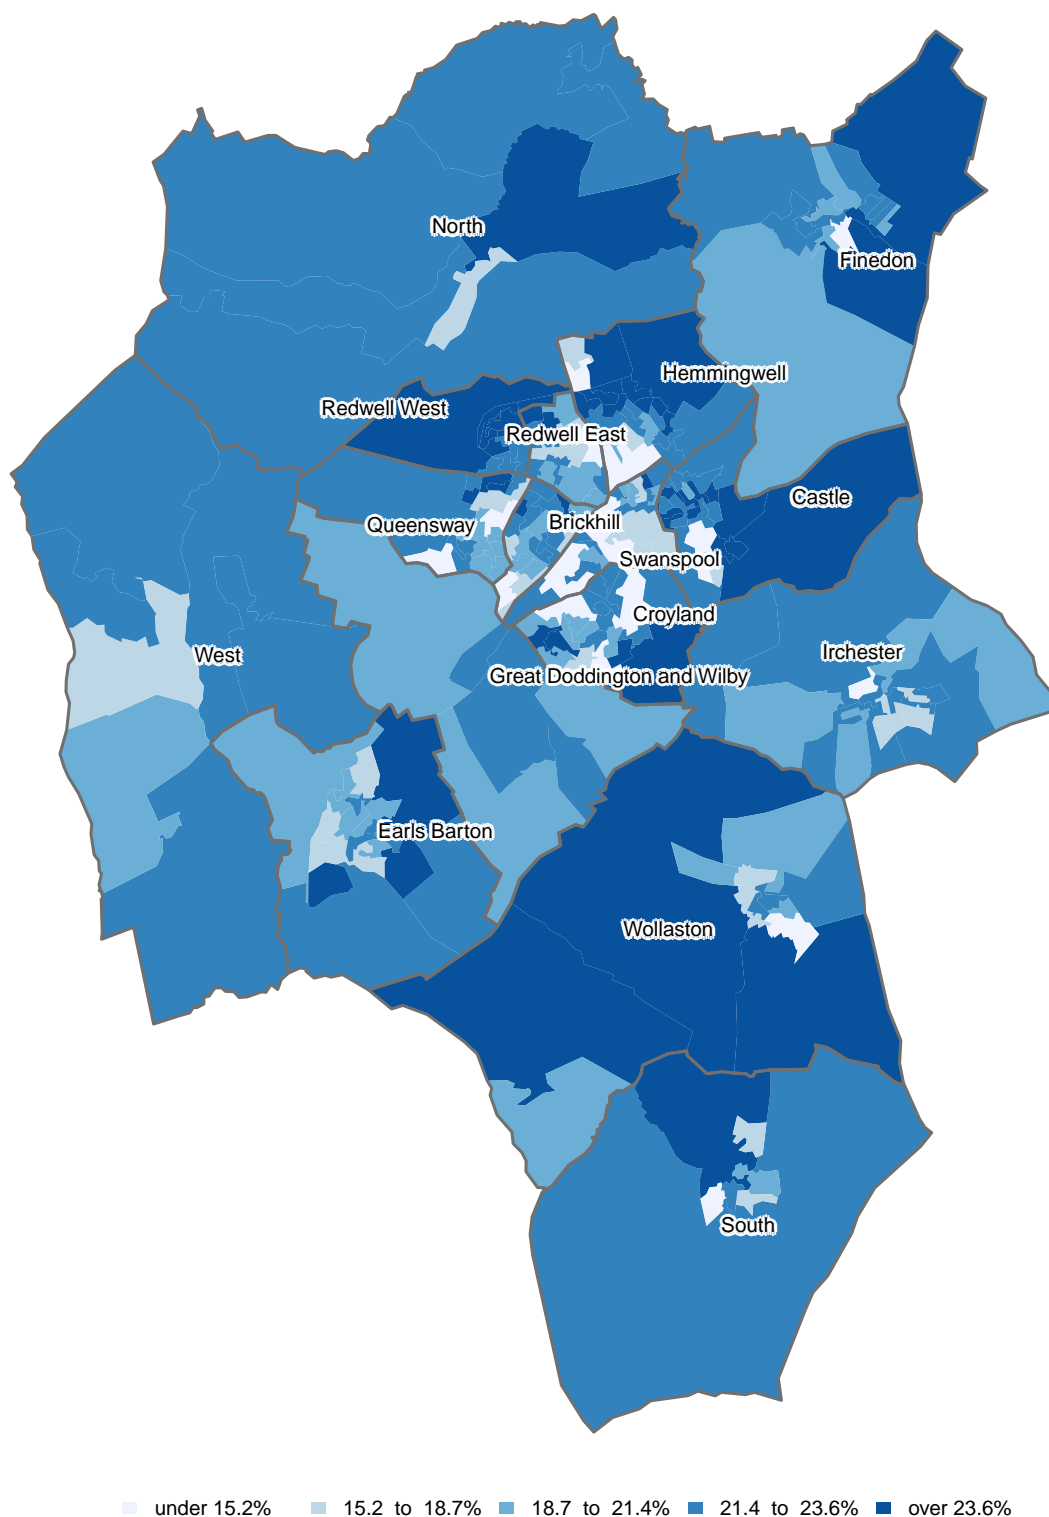 North
Finedon
Hemmingwell
Redwell West
Redwell East
Castle
Queensway
Brickhill
Swanspool
Croyland
Irchester
West
Great Doddington and Wilby
Earls Barton
Wollaston
South
under 15.2% 15.2 to 18.7% 18.7 to 21.4% 21.4 to 23.6% over 23.6%